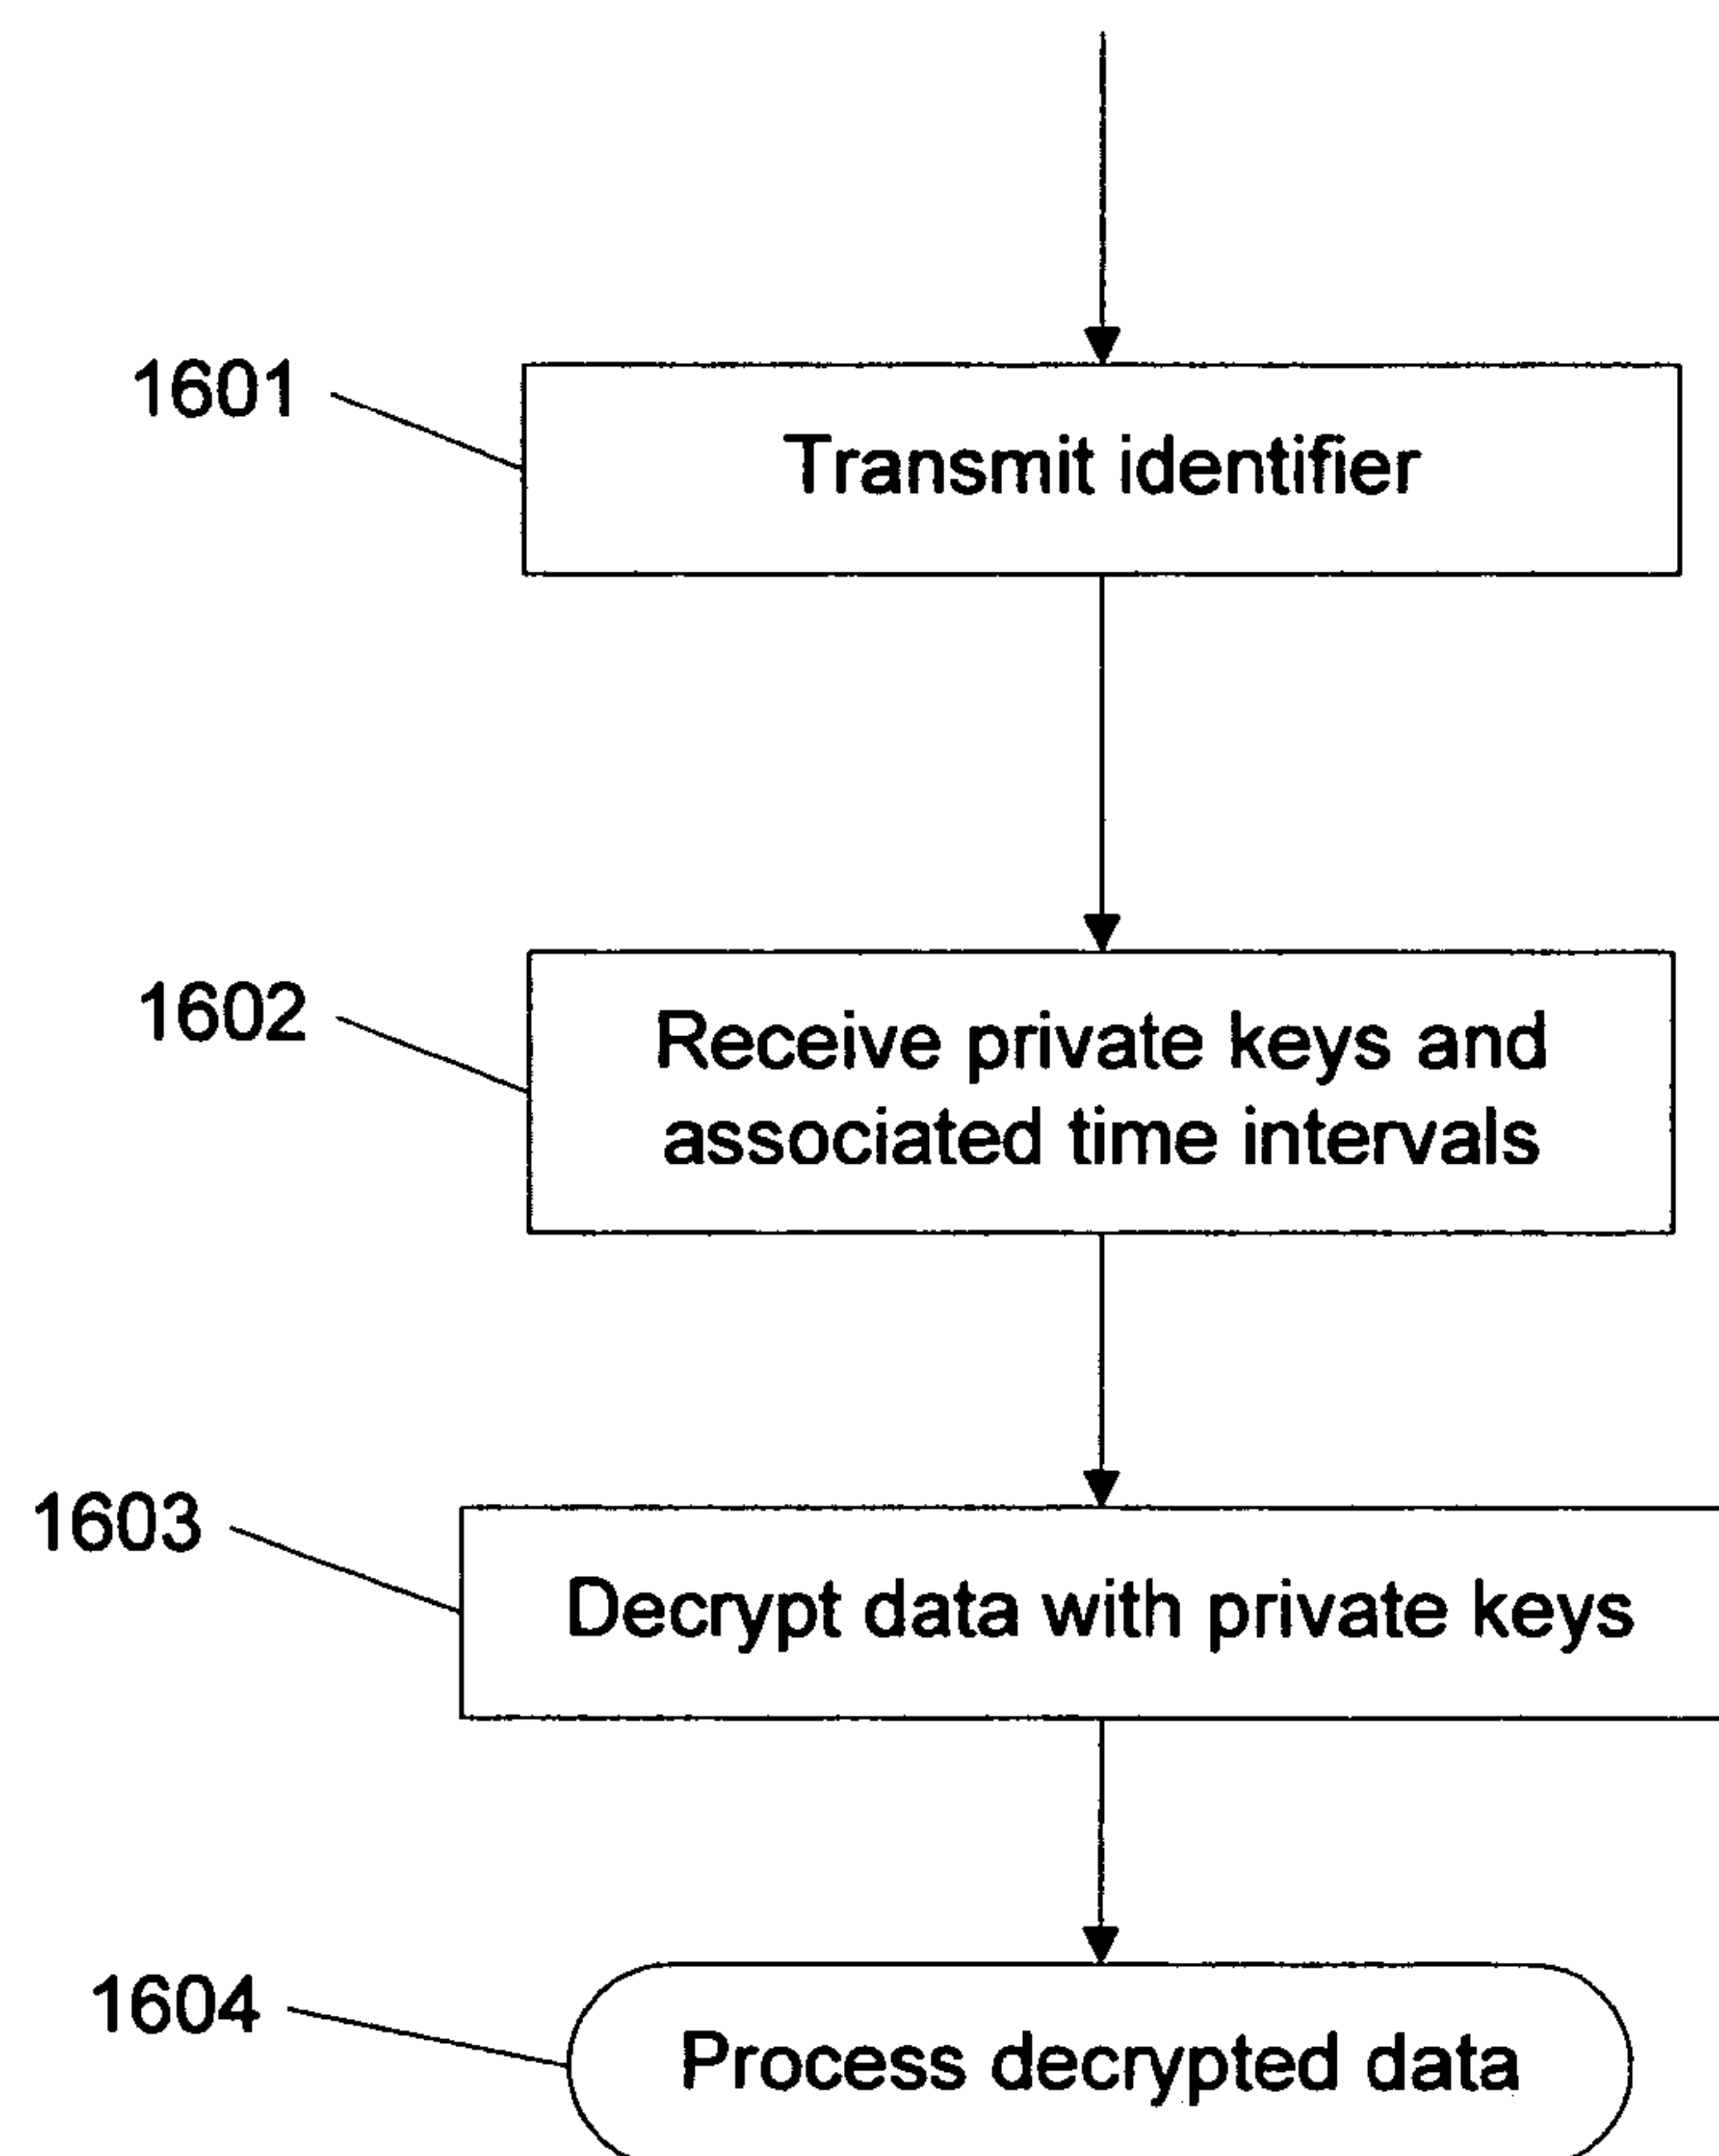 1601
Transmit identifier
1602
Receive private keys and
associated time intervals
1603
Decrypt data with private keys
1604
Process decrypted data